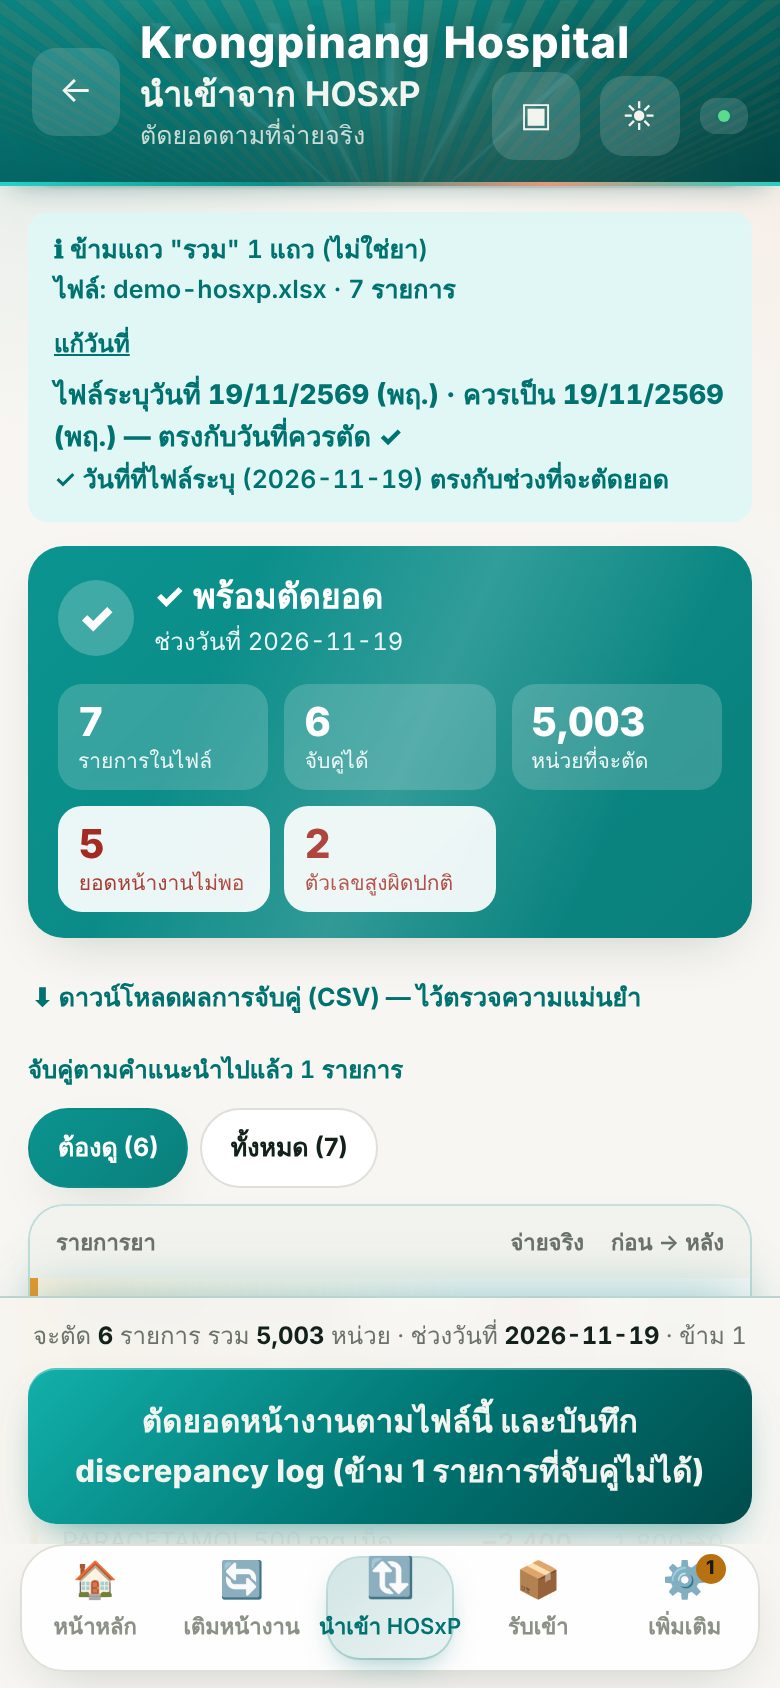 Krongpinang Hospital
นำเข้าจาก HOSxP
ตัดยอดตามที่จ่ายจริง
ℹ ข้ามแถว "รวม" 1 แถว (ไม่ใช่ยา)
ไฟล์: demo-hosxp.xlsx · 7 รายการ
แก้วันที่
ไฟล์ระบุวันที่ 19/11/2569 (พฤ.) · ควรเป็น 19/11/2569
(พฤ.) — ตรงกับวันที่ควรตัด ✓
✓ วันที่ที่ไฟล์ระบุ (2026-11-19) ตรงกับช่วงที่จะตัดยอด
✓ พร้อมตัดยอด
ช่วงวันที่ 2026-11-19
7
รายการในไฟล์
6
จับคู่ได้
5,003
หน่วยที่จะตัด
5
ยอดหน้างานไม่พอ
2
ตัวเลขสูงผิดปกติ
⬇ ดาวน์โหลดผลการจับคู่ (CSV) — ไว้ตรวจความแม่นยำ
จับคู่ตามคำแนะนำไปแล้ว 1 รายการ
ต้องดู (6)
ทั้งหมด (7)
รายการยา จ่ายจริง ก่อน → หลัง
จะตัด 6 รายการ รวม 5,003 หน่วย · ช่วงวันที่ 2026-11-19 · ข้าม 1
ตัดยอดหน้างานตามไฟล์นี้ และบันทึก
discrepancy log (ข้าม 1 รายการที่จับคู่ไม่ได้)
PARACETAMOL 500 mg เม็ด
1
หน้าหลัก
เติมหน้างาน
นำเข้า HOSxP
รับเข้า
เพิ่มเติม